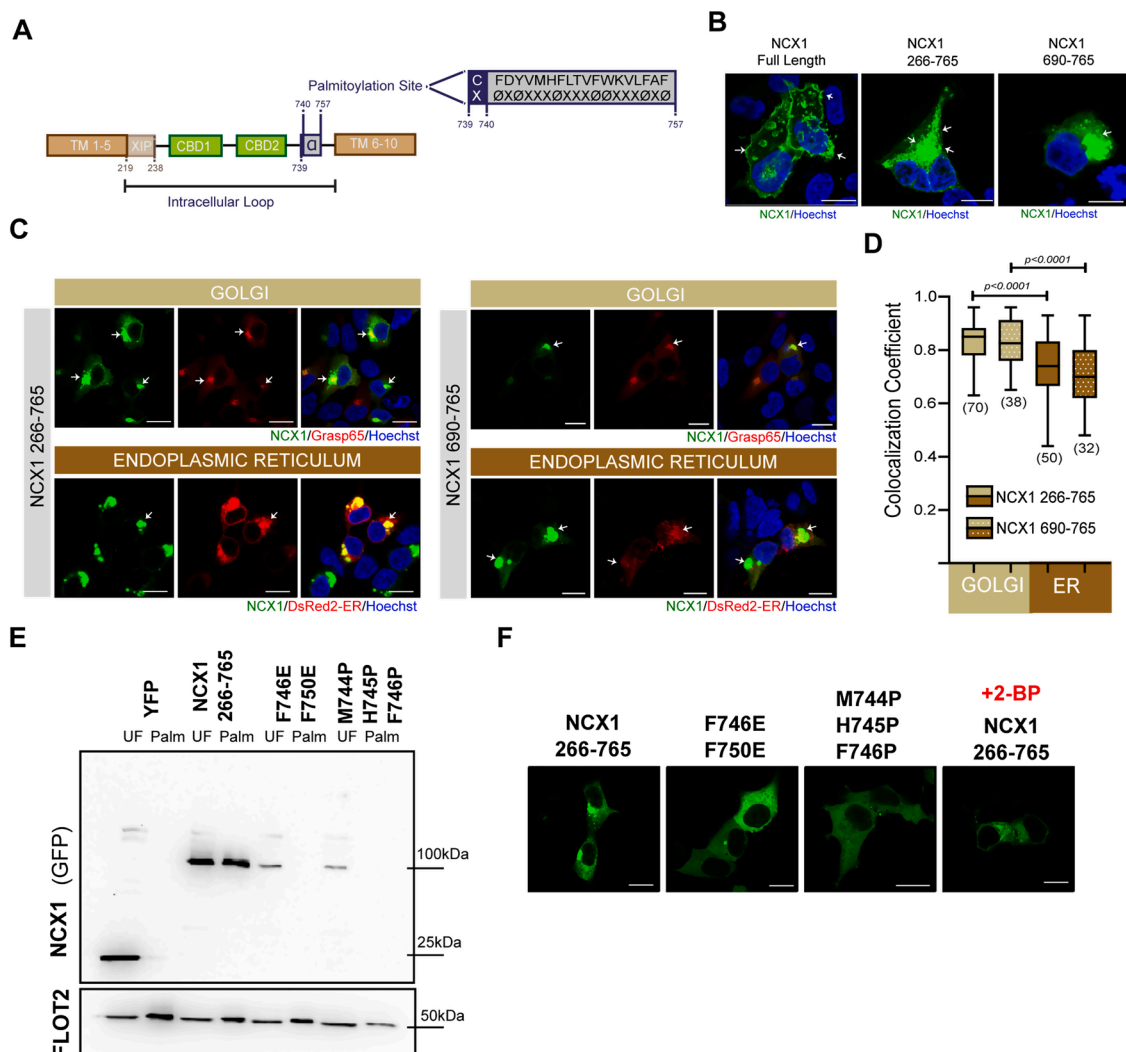 A
Palmitoylation Site
C FDYVMHFLTVFWKVLFAF
X ØXØXXXØXXXØØXXXØXØ
739 740 757
740 757
TM 1-5 XIP CBD1 CBD2 α TM 6-10
219 238 739
Intracellular Loop
B
NCX1
Full Length
NCX1
266-765
NCX1
690-765
NCX1/Hoechst NCX1/Hoechst NCX1/Hoechst
C
NCX1 266-765
GOLGI
NCX1/Grasp65/Hoechst
ENDOPLASMIC RETICULUM
NCX1/DsRed2-ER/Hoechst
NCX1 690-765
GOLGI
NCX1/Grasp65/Hoechst
ENDOPLASMIC RETICULUM
NCX1/DsRed2-ER/Hoechst
D
p<0.0001
p<0.0001
Colocalization Coefficient
1.0
0.8
0.6
0.4
0.2
(70) (38) (50) (32)
NCX1 266-765
NCX1 690-765
GOLGI ER
E
YFP
NCX1
266-765
F746E
F750E
M744P
H745P
F746P
UF Palm UF Palm UF Palm UF Palm
NCX1 (GFP)
100kDa
25kDa
FLOT2
50kDa
F
NCX1
266-765
F746E
F750E
M744P
H745P
F746P
+2-BP
NCX1
266-765